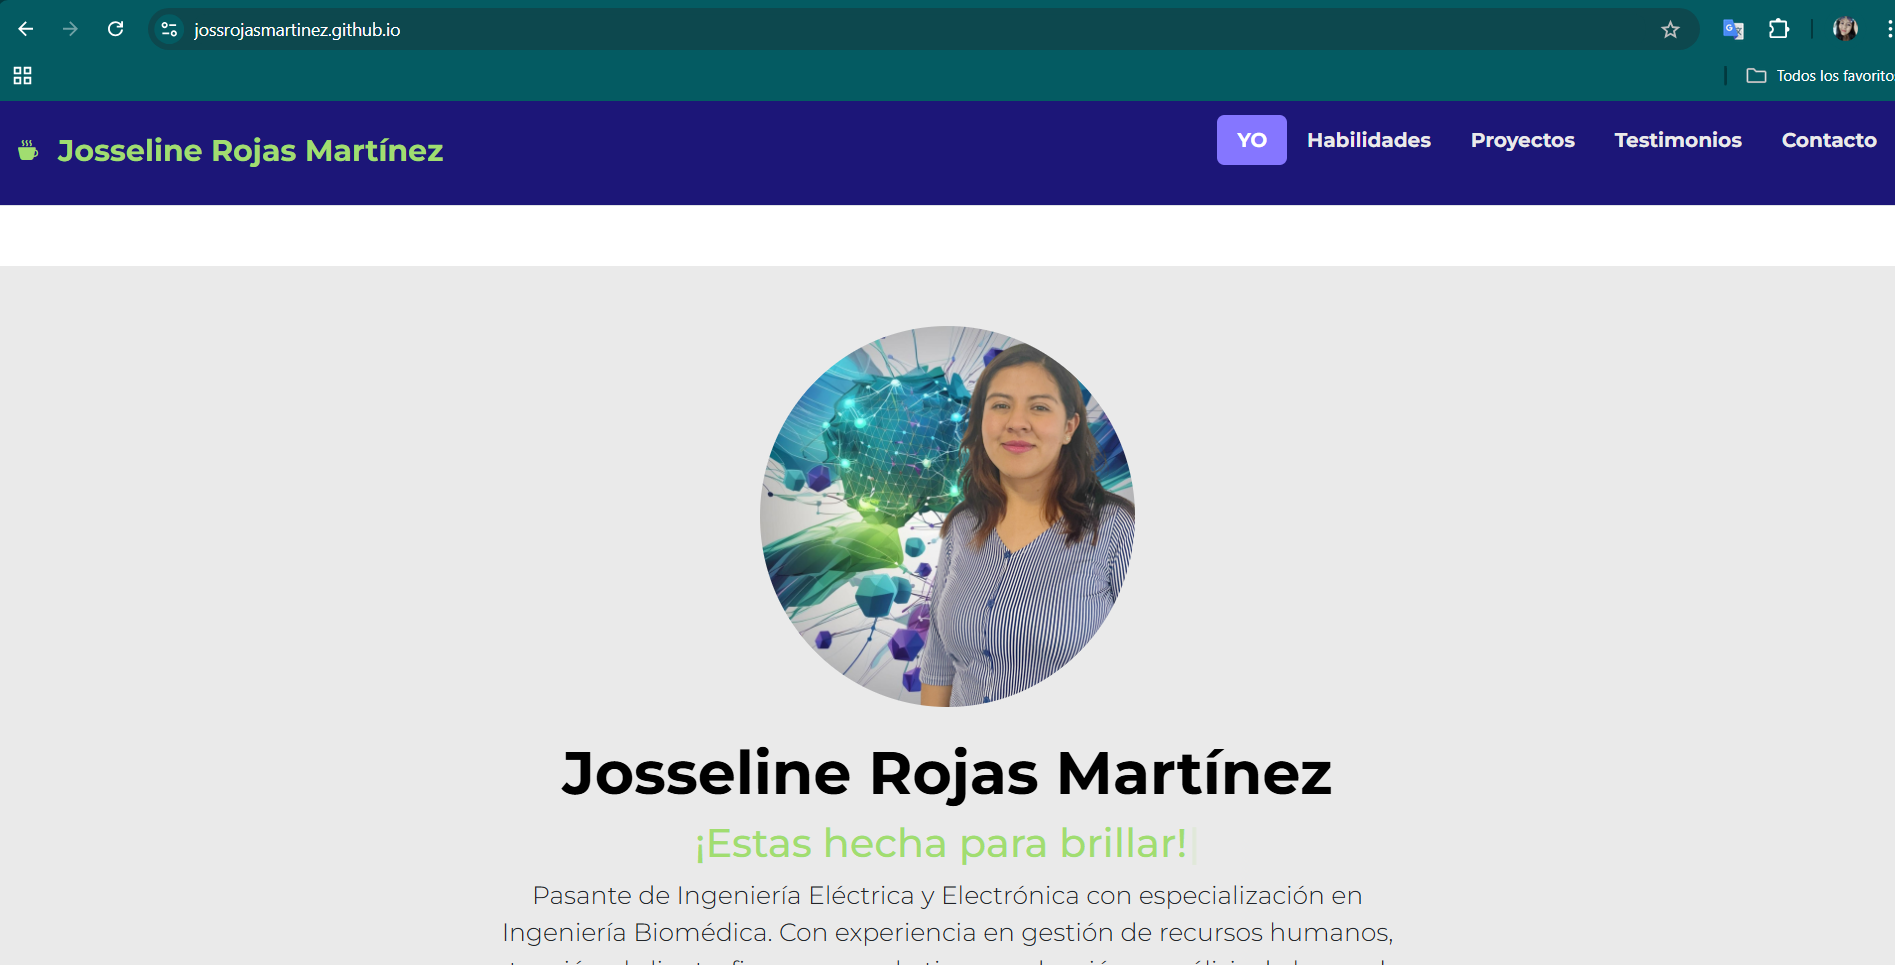 jossrojasmartinez.github.io
Todos los favorito
Josseline Rojas Martínez
YO Habilidades Proyectos Testimonios Contacto
Josseline Rojas Martínez
¡Estas hecha para brillar!
Pasante de Ingeniería Eléctrica y Electrónica con especialización en
Ingeniería Biomédica. Con experiencia en gestión de recursos humanos,